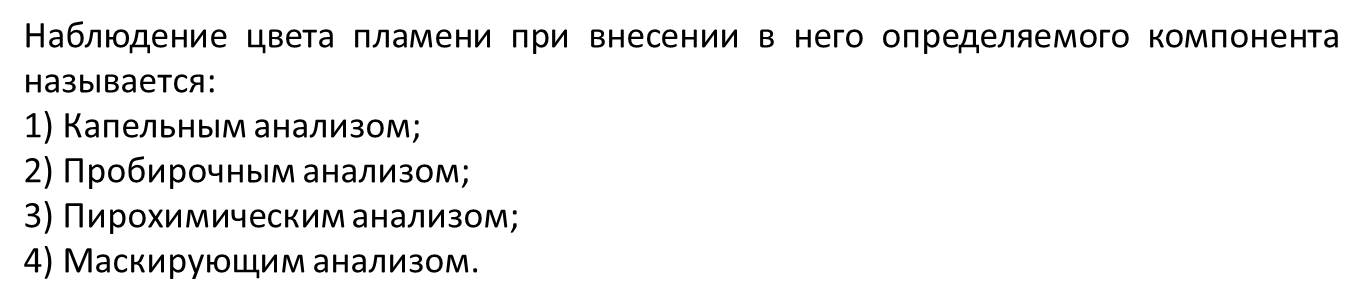 Наблюдение цвета пламени при внесении в него определяемого компонента
называется:
1) Капельным анализом;
2) Пробирочным анализом;
3) Пирохимическим анализом;
4) Маскирующим анализом.